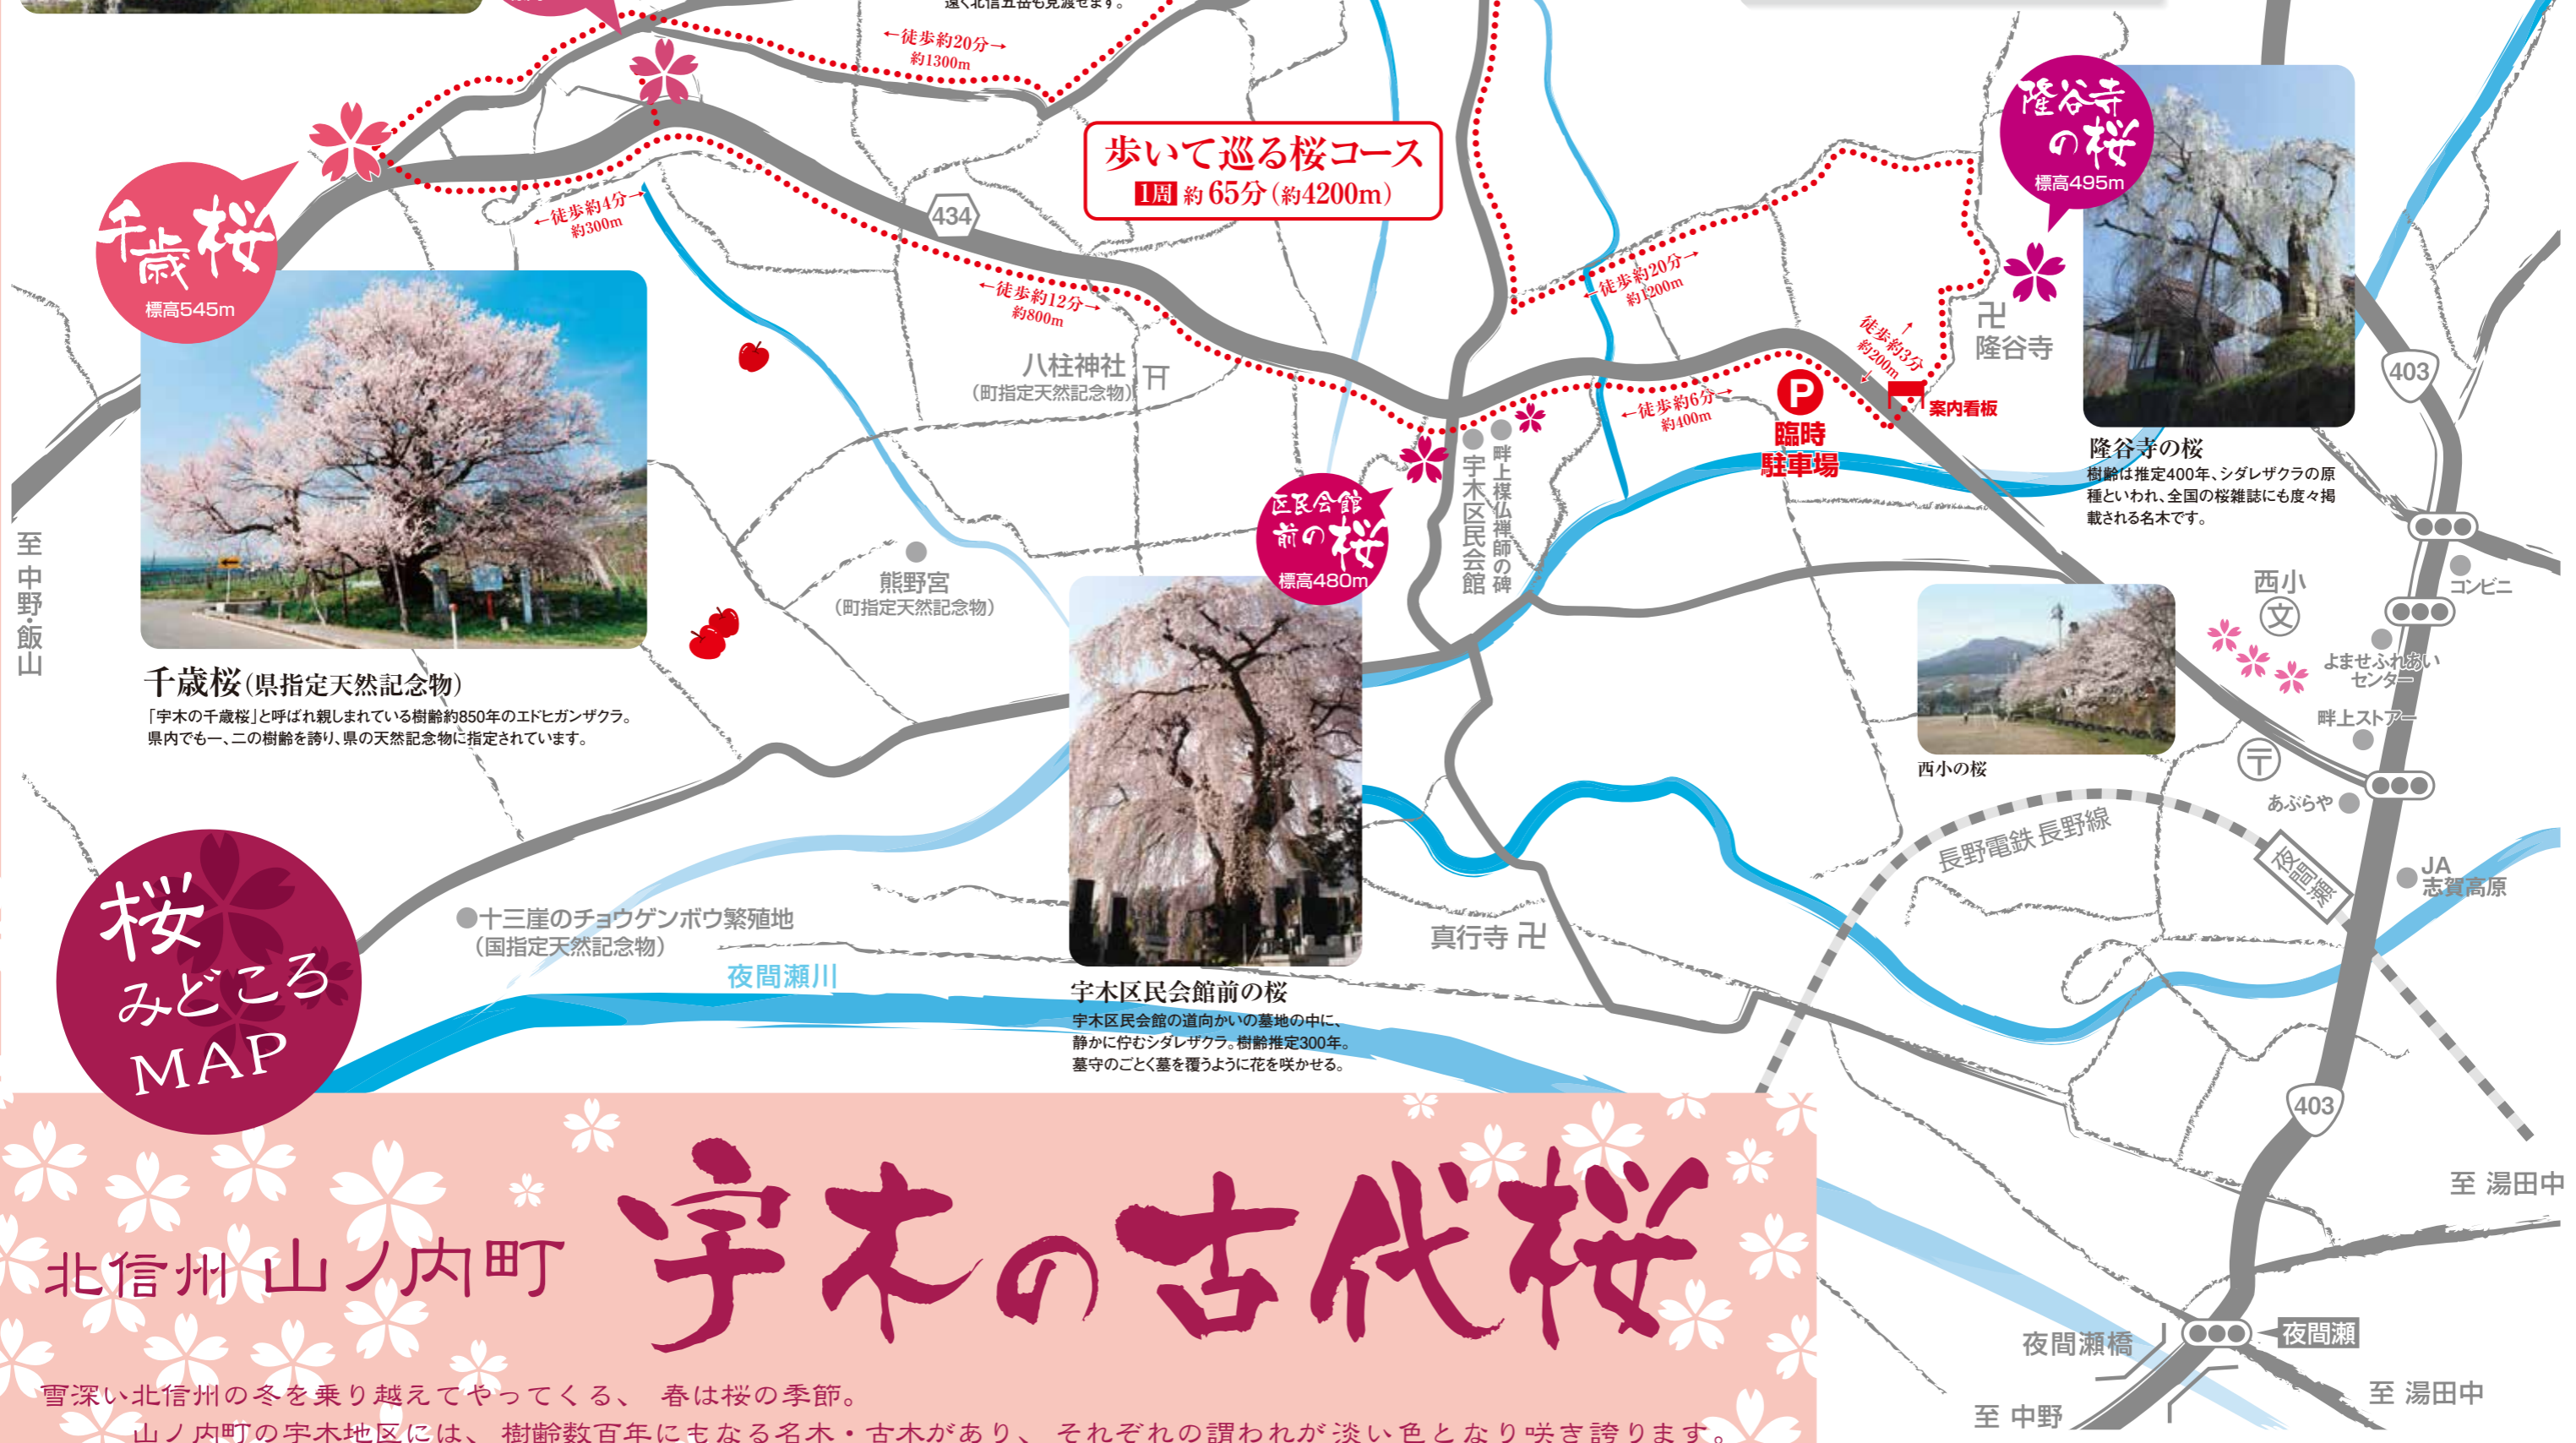 遠く北信五岳も見渡せます。
←徒歩約20分→
約1300m
歩いて巡る桜コース
1周 約65分（約4200m）
隆谷寺
の桜
標高495m
千歳桜
標高545m
←徒歩約4分→
約300m
434
←徒歩約12分→
約800m
←徒歩約20分→
約1200m
徒歩約3分→
約200m
隆谷寺
403
八柱神社
（町指定天然記念物）
P
臨時
駐車場
案内看板
←徒歩約6分→
約400m
宇木区民会館
畔上楳仏禅師の碑
隆谷寺の桜
樹齢は推定400年、シダレザクラの原
種といわれ、全国の桜雑誌にも度々掲
載される名木です。
区民会館
前の桜
標高480m
至 中野・飯山
熊野宮
（町指定天然記念物）
西小
文
コンビニ
よませふれあい
センター
畔上ストアー
〒
あぶらや
千歳桜（県指定天然記念物）
「宇木の千歳桜」と呼ばれ親しまれている樹齢約850年のエドヒガンザクラ。
県内でも一、二の樹齢を誇り、県の天然記念物に指定されています。
西小の桜
長野電鉄 長野線
夜間瀬
JA
志賀高原
桜
みどころ
MAP
●十三崖のチョウゲンボウ繁殖地
（国指定天然記念物）
夜間瀬川
真行寺 卍
宇木区民会館前の桜
宇木区民会館の道向かいの墓地の中に、
静かに佇むシダレザクラ。樹齢推定300年。
墓守のごとく墓を覆うように花を咲かせる。
403
至 湯田中
北信州 山ノ内町 宇木の古代桜
夜間瀬橋
夜間瀬
至 湯田中
至 中野
雪深い北信州の冬を乗り越えてやってくる、 春は桜の季節。
山ノ内町の宇木地区には、 樹齢数百年にもなる名木・古木があり、 それぞれの謂われが淡い色となり咲き誇ります。